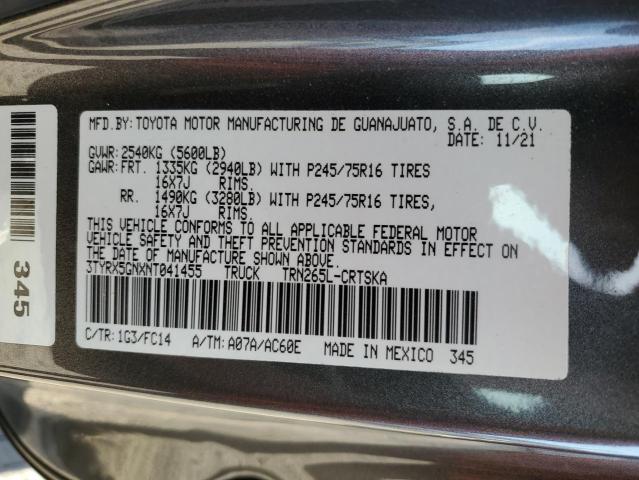 MFD.BY: TOYOTA MOTOR MANUFACTURING DE GUANAJUATO, S.A. DE C.V.
DATE: 11/21
GVWR: 2540KG (5600LB)
GAWR: FRT. 1335KG (2940LB) WITH P245/75R16 TIRES
16X7J RIMS.
RR. 1490KG (3280LB) WITH P245/75R16 TIRES,
16X7J RIMS.
THIS VEHICLE CONFORMS TO ALL APPLICABLE FEDERAL MOTOR
VEHICLE SAFETY AND THEFT PREVENTION STANDARDS IN EFFECT ON
THE DATE OF MANUFACTURE SHOWN ABOVE.
3TYRX5GNXNT041455 TRUCK TRN265L-CRTSKA
C/TR: 1G3/FC14 A/TM: A07A/AC60E MADE IN MEXICO 345
345